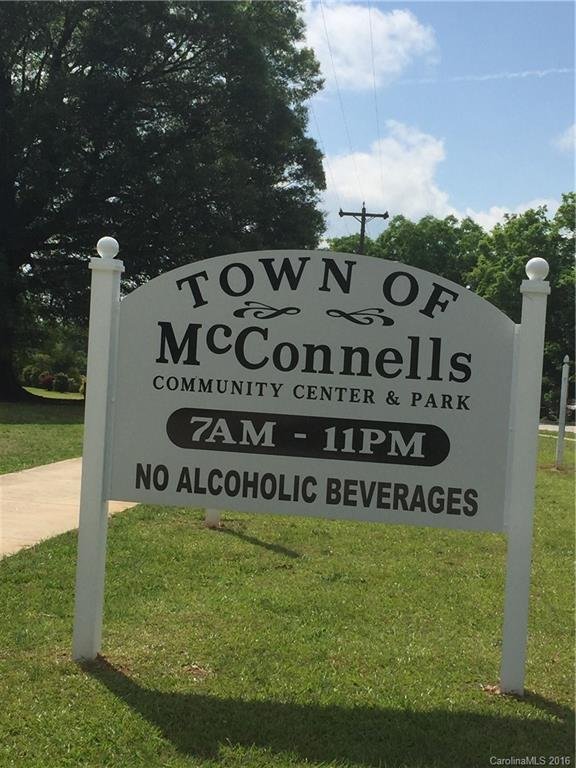 TOWN OF
McConnells
COMMUNITY CENTER & PARK
7AM - 11PM
NO ALCOHOLIC BEVERAGES
CarolinaMLS 2016